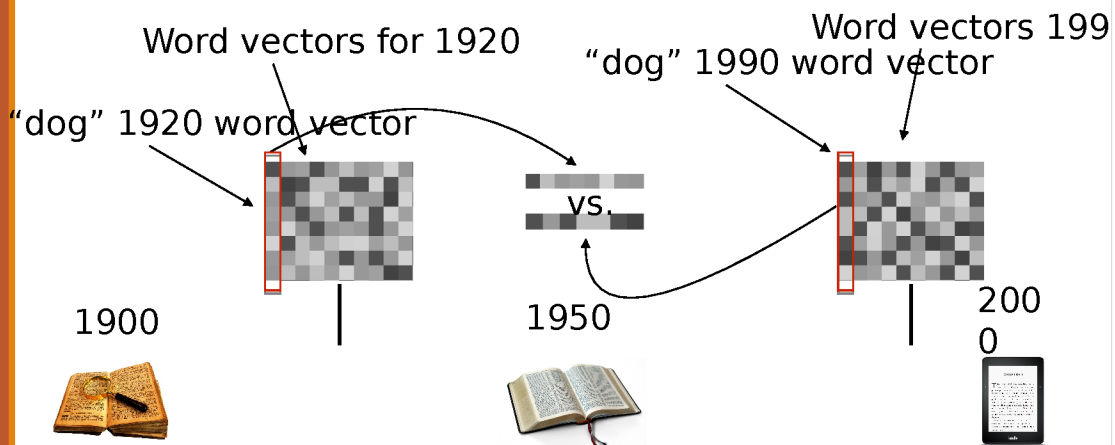 Word vectors for 1920
Word vectors 199
“dog” 1990 word vector
“dog” 1920 word vector
vs.
1900
1950
200
0